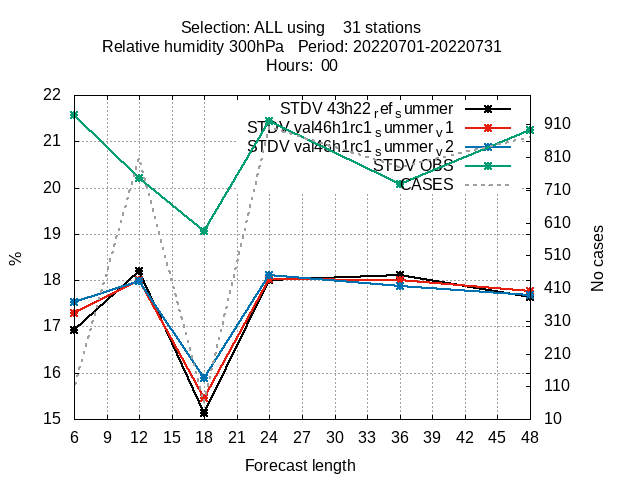 Selection: ALL using    31 stations
Relative humidity 300hPa   Period: 20220701-20220731
Hours:  00
STDV 43h22_ref_summer
STDV val46h1rc1_summer_v1
STDV val46h1rc1_summer_v2
STDV OBS
CASES
22
21
20
19
18
17
16
15
%
910
810
710
610
510
410
310
210
110
10
No cases
6 9 12 15 18 21 24 27 30 33 36 39 42 45 48
Forecast length